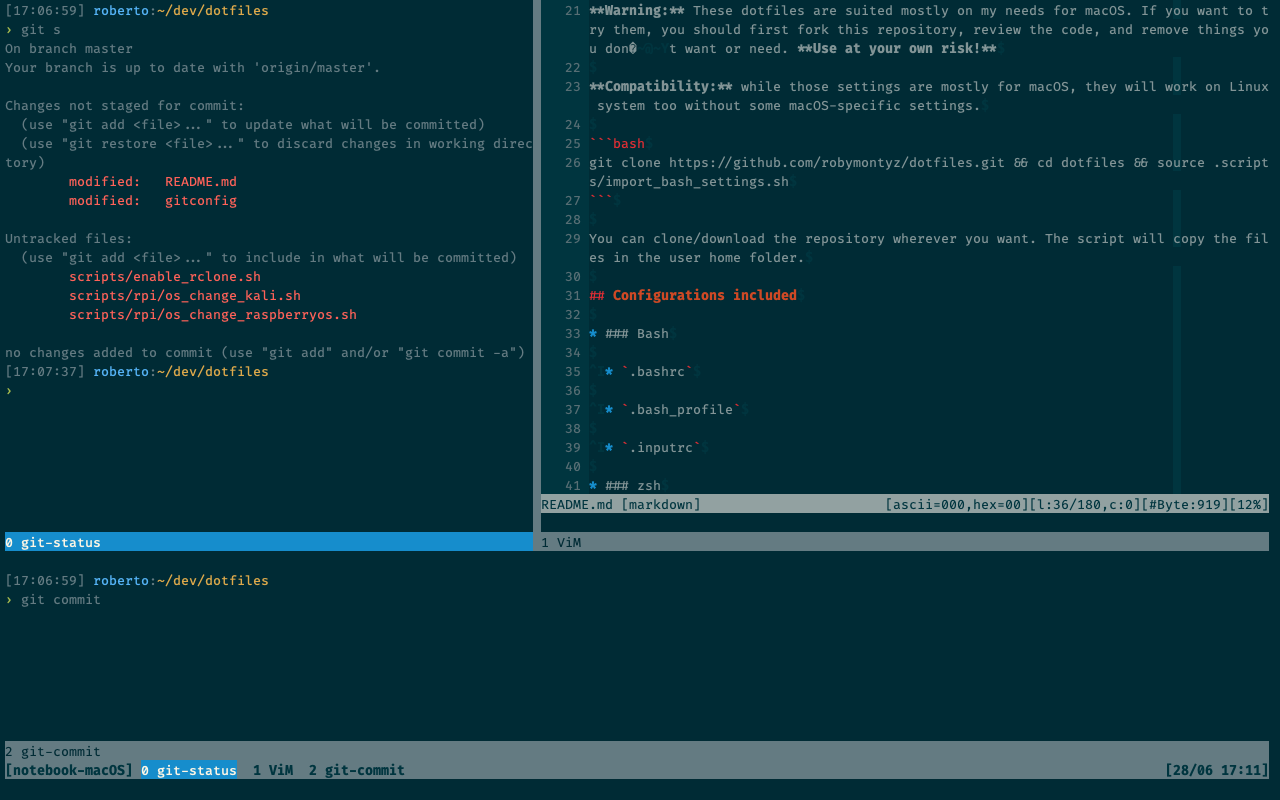 [17:06:59] roberto:~/dev/dotfiles
› git s
On branch master
Your branch is up to date with 'origin/master'.
Changes not staged for commit:
(use "git add <file>..." to update what will be committed)
(use "git restore <file>..." to discard changes in working direc
tory)
modified: README.md
modified: gitconfig
Untracked files:
(use "git add <file>..." to include in what will be committed)
scripts/enable_rclone.sh
scripts/rpi/os_change_kali.sh
scripts/rpi/os_change_raspberryos.sh
no changes added to commit (use "git add" and/or "git commit -a")
[17:07:37] roberto:~/dev/dotfiles
›
0 git-status
21 **Warning:** These dotfiles are suited mostly on my needs for macOS. If you want to t
ry them, you should first fork this repository, review the code, and remove things yo
u don� t want or need. **Use at your own risk!**$
22 $
23 **Compatibility:** while those settings are mostly for macOS, they will work on Linux
system too without some macOS-specific settings.$
24 $
25 ```bash$
26 git clone https://github.com/robymontyz/dotfiles.git && cd dotfiles && source .script
s/import_bash_settings.sh$
27 ```$
28 $
29 You can clone/download the repository wherever you want. The script will copy the fil
es in the user home folder.$
30 $
31 ## Configurations included$
32 $
33 * ### Bash$
34 $
35 ^I* `.bashrc`$
36 $
37 ^I* `.bash_profile`$
38 $
39 ^I* `.inputrc`$
40 $
41 * ### zsh$
README.md [markdown] [ascii=000,hex=00][l:36/180,c:0][#Byte:919][12%]
1 ViM
[17:06:59] roberto:~/dev/dotfiles
› git commit
2 git-commit
[notebook-macOS] 0 git-status 1 ViM 2 git-commit [28/06 17:11]